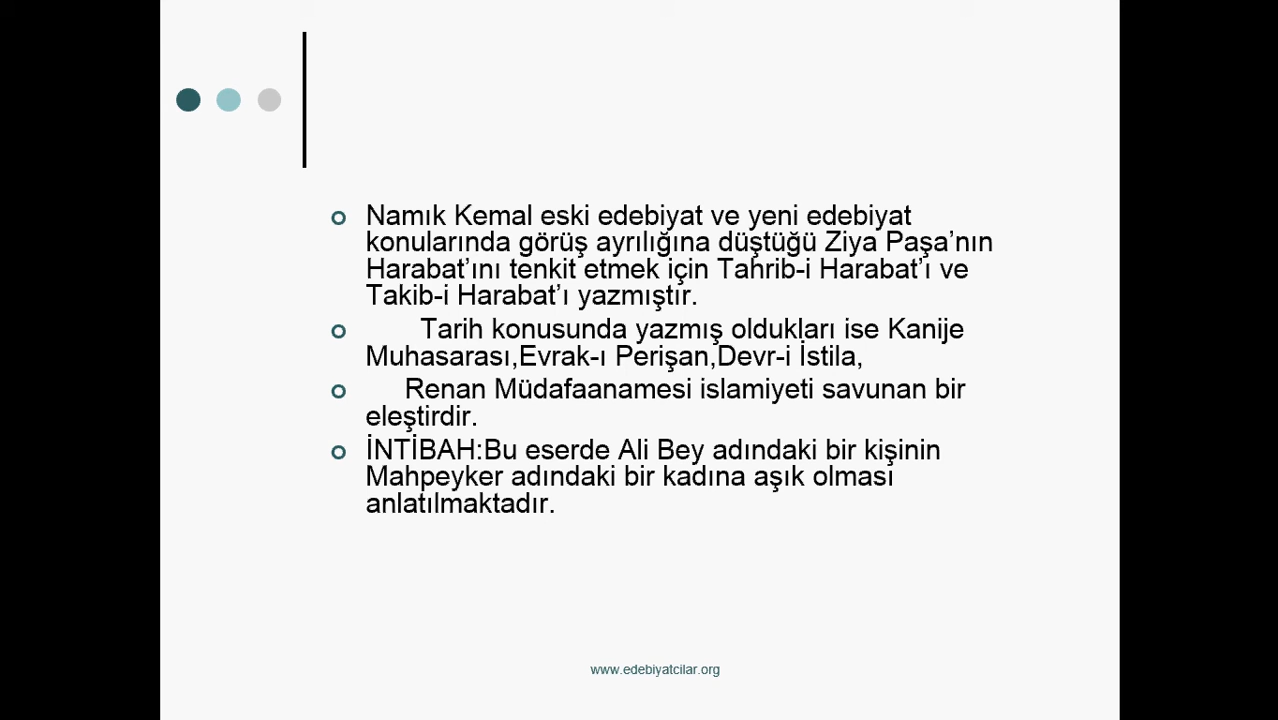 Namık Kemal eski edebiyat ve yeni edebiyat
konularında görüş ayrılığına düştüğü Ziya Paşa’nın
Harabat’ını tenkit etmek için Tahrib-i Harabat’ı ve
Takib-i Harabat’ı yazmıştır.
Tarih konusunda yazmış oldukları ise Kanije
Muhasarası,Evrak-ı Perişan,Devr-i İstila,
Renan Müdafaanamesi islamiyeti savunan bir
eleştirdir.
İNTİBAH:Bu eserde Ali Bey adındaki bir kişinin
Mahpeyker adındaki bir kadına aşık olması
anlatılmaktadır.
www.edebiyatcilar.org